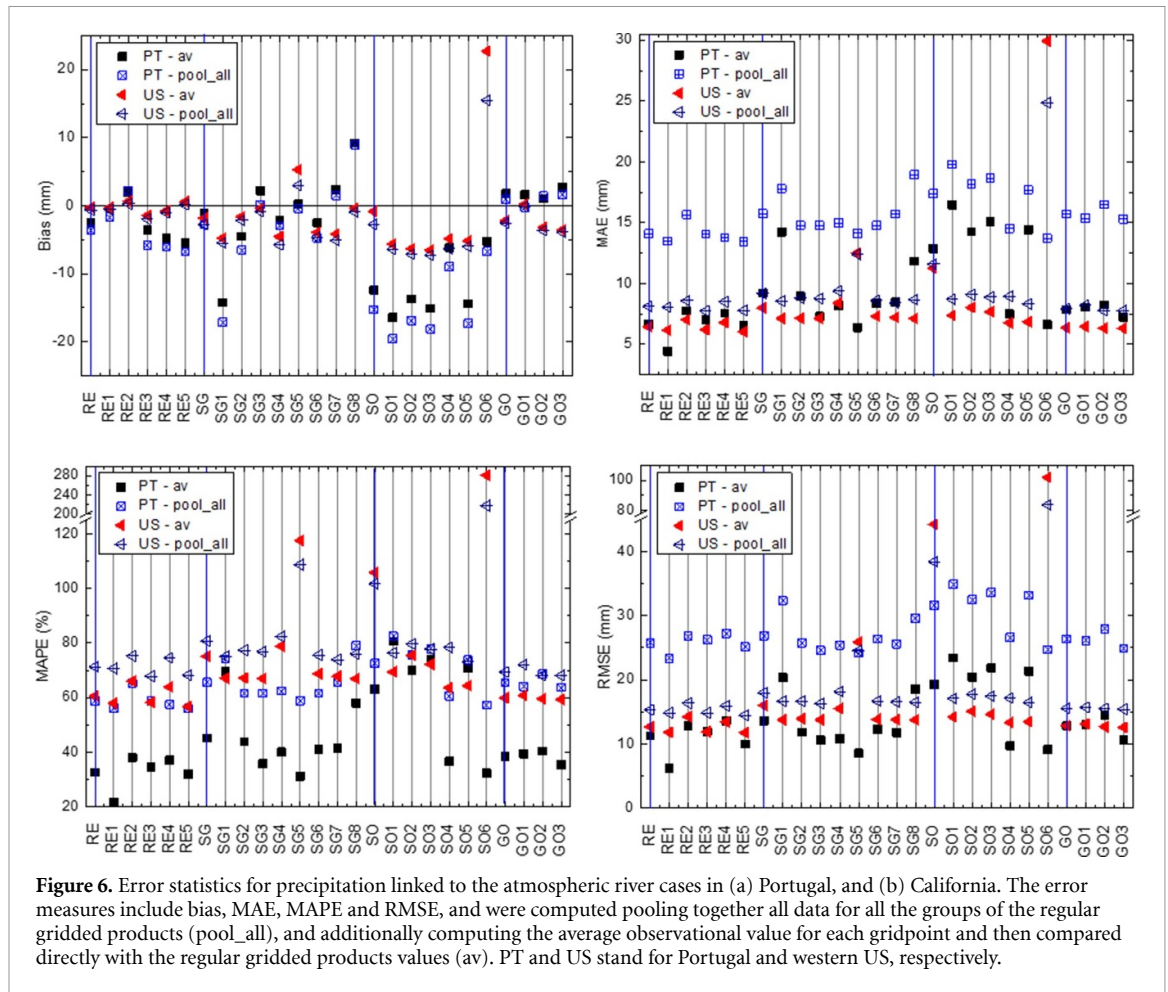 PT - av
PT - pool_all
US - av
US - pool_all
Bias (mm)
20
10
0
-10
-20
RE RE1 RE2 RE3 RE4 RE5 SG SG1 SG2 SG3 SG4 SG5 SG6 SG7 SG8 SO SO1 SO2 SO3 SO4 SO5 SO6 GO GO1 GO2 GO3
PT - av
PT - pool_all
US - av
US - pool_all
MAE (mm)
30
25
20
15
10
5
RE RE1 RE2 RE3 RE4 RE5 SG SG1 SG2 SG3 SG4 SG5 SG6 SG7 SG8 SO SO1 SO2 SO3 SO4 SO5 SO6 GO GO1 GO2 GO3
PT - av
PT - pool_all
US - av
US - pool_all
MAPE (%)
280
240
200
120
100
80
60
40
20
RE RE1 RE2 RE3 RE4 RE5 SG SG1 SG2 SG3 SG4 SG5 SG6 SG7 SG8 SO SO1 SO2 SO3 SO4 SO5 SO6 GO GO1 GO2 GO3
PT - av
PT - pool_all
US - av
US - pool_all
RMSE (mm)
100
80
40
30
20
10
0
RE RE1 RE2 RE3 RE4 RE5 SG SG1 SG2 SG3 SG4 SG5 SG6 SG7 SG8 SO SO1 SO2 SO3 SO4 SO5 SO6 GO GO1 GO2 GO3
Figure 6. Error statistics for precipitation linked to the atmospheric river cases in (a) Portugal, and (b) California. The error
measures include bias, MAE, MAPE and RMSE, and were computed pooling together all data for all the groups of the regular
gridded products (pool_all), and additionally computing the average observational value for each gridpoint and then compared
directly with the regular gridded products values (av). PT and US stand for Portugal and western US, respectively.